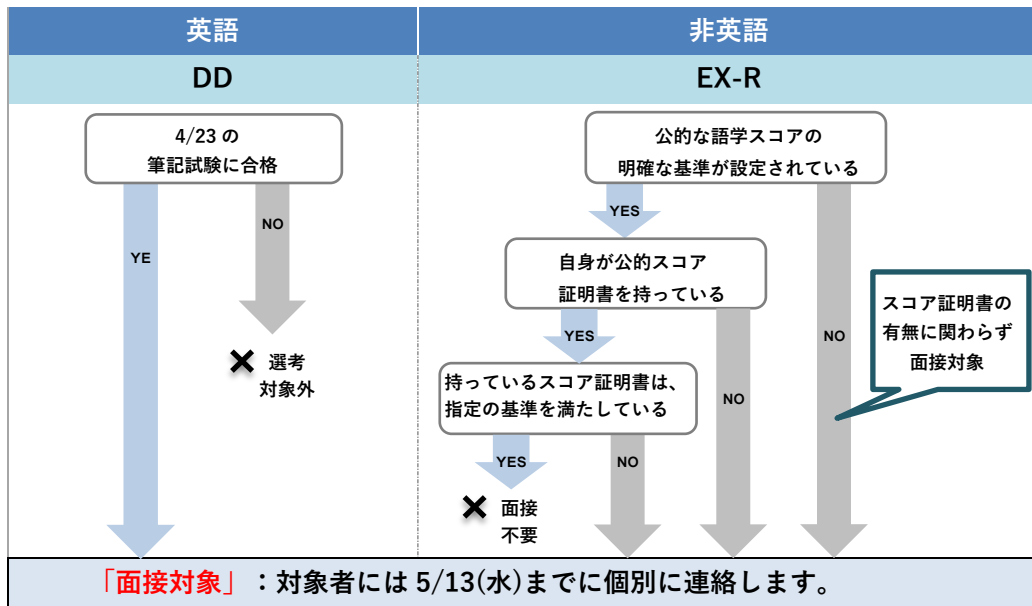 英語
非英語
DD
EX-R
4/23 の
筆記試験に合格
YE
NO
選考
対象外
公的な語学スコアの
明確な基準が設定されている
YES
NO
自身が公的スコア
証明書を持っている
YES
NO
持っているスコア証明書は、
指定の基準を満たしている
YES
NO
面接
不要
スコア証明書の
有無に関わらず
面接対象
「面接対象」：対象者には 5/13(水)までに個別に連絡します。